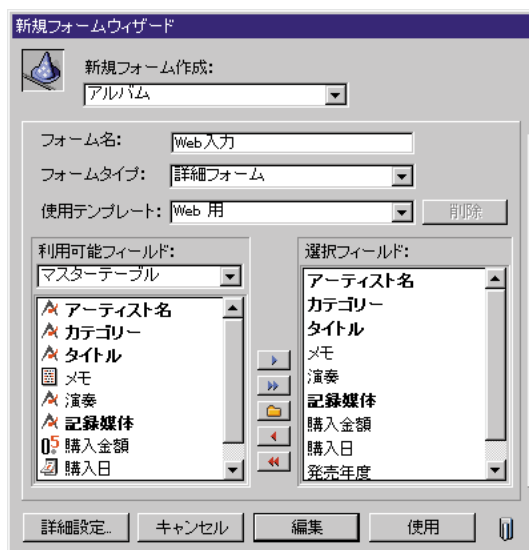 新規フォームウィザード
新規フォーム作成:
アルバム
フォーム名: Web入力
フォームタイプ: 詳細フォーム
使用テンプレート: Web 用 削除
利用可能フィールド:
マスターテーブル
アーティスト名
カテゴリー
タイトル
メモ
演奏
記録媒体
購入金額
購入日
選択フィールド:
アーティスト名
カテゴリー
タイトル
メモ
演奏
記録媒体
購入金額
購入日
発売年度
詳細設定... キャンセル 編集 使用